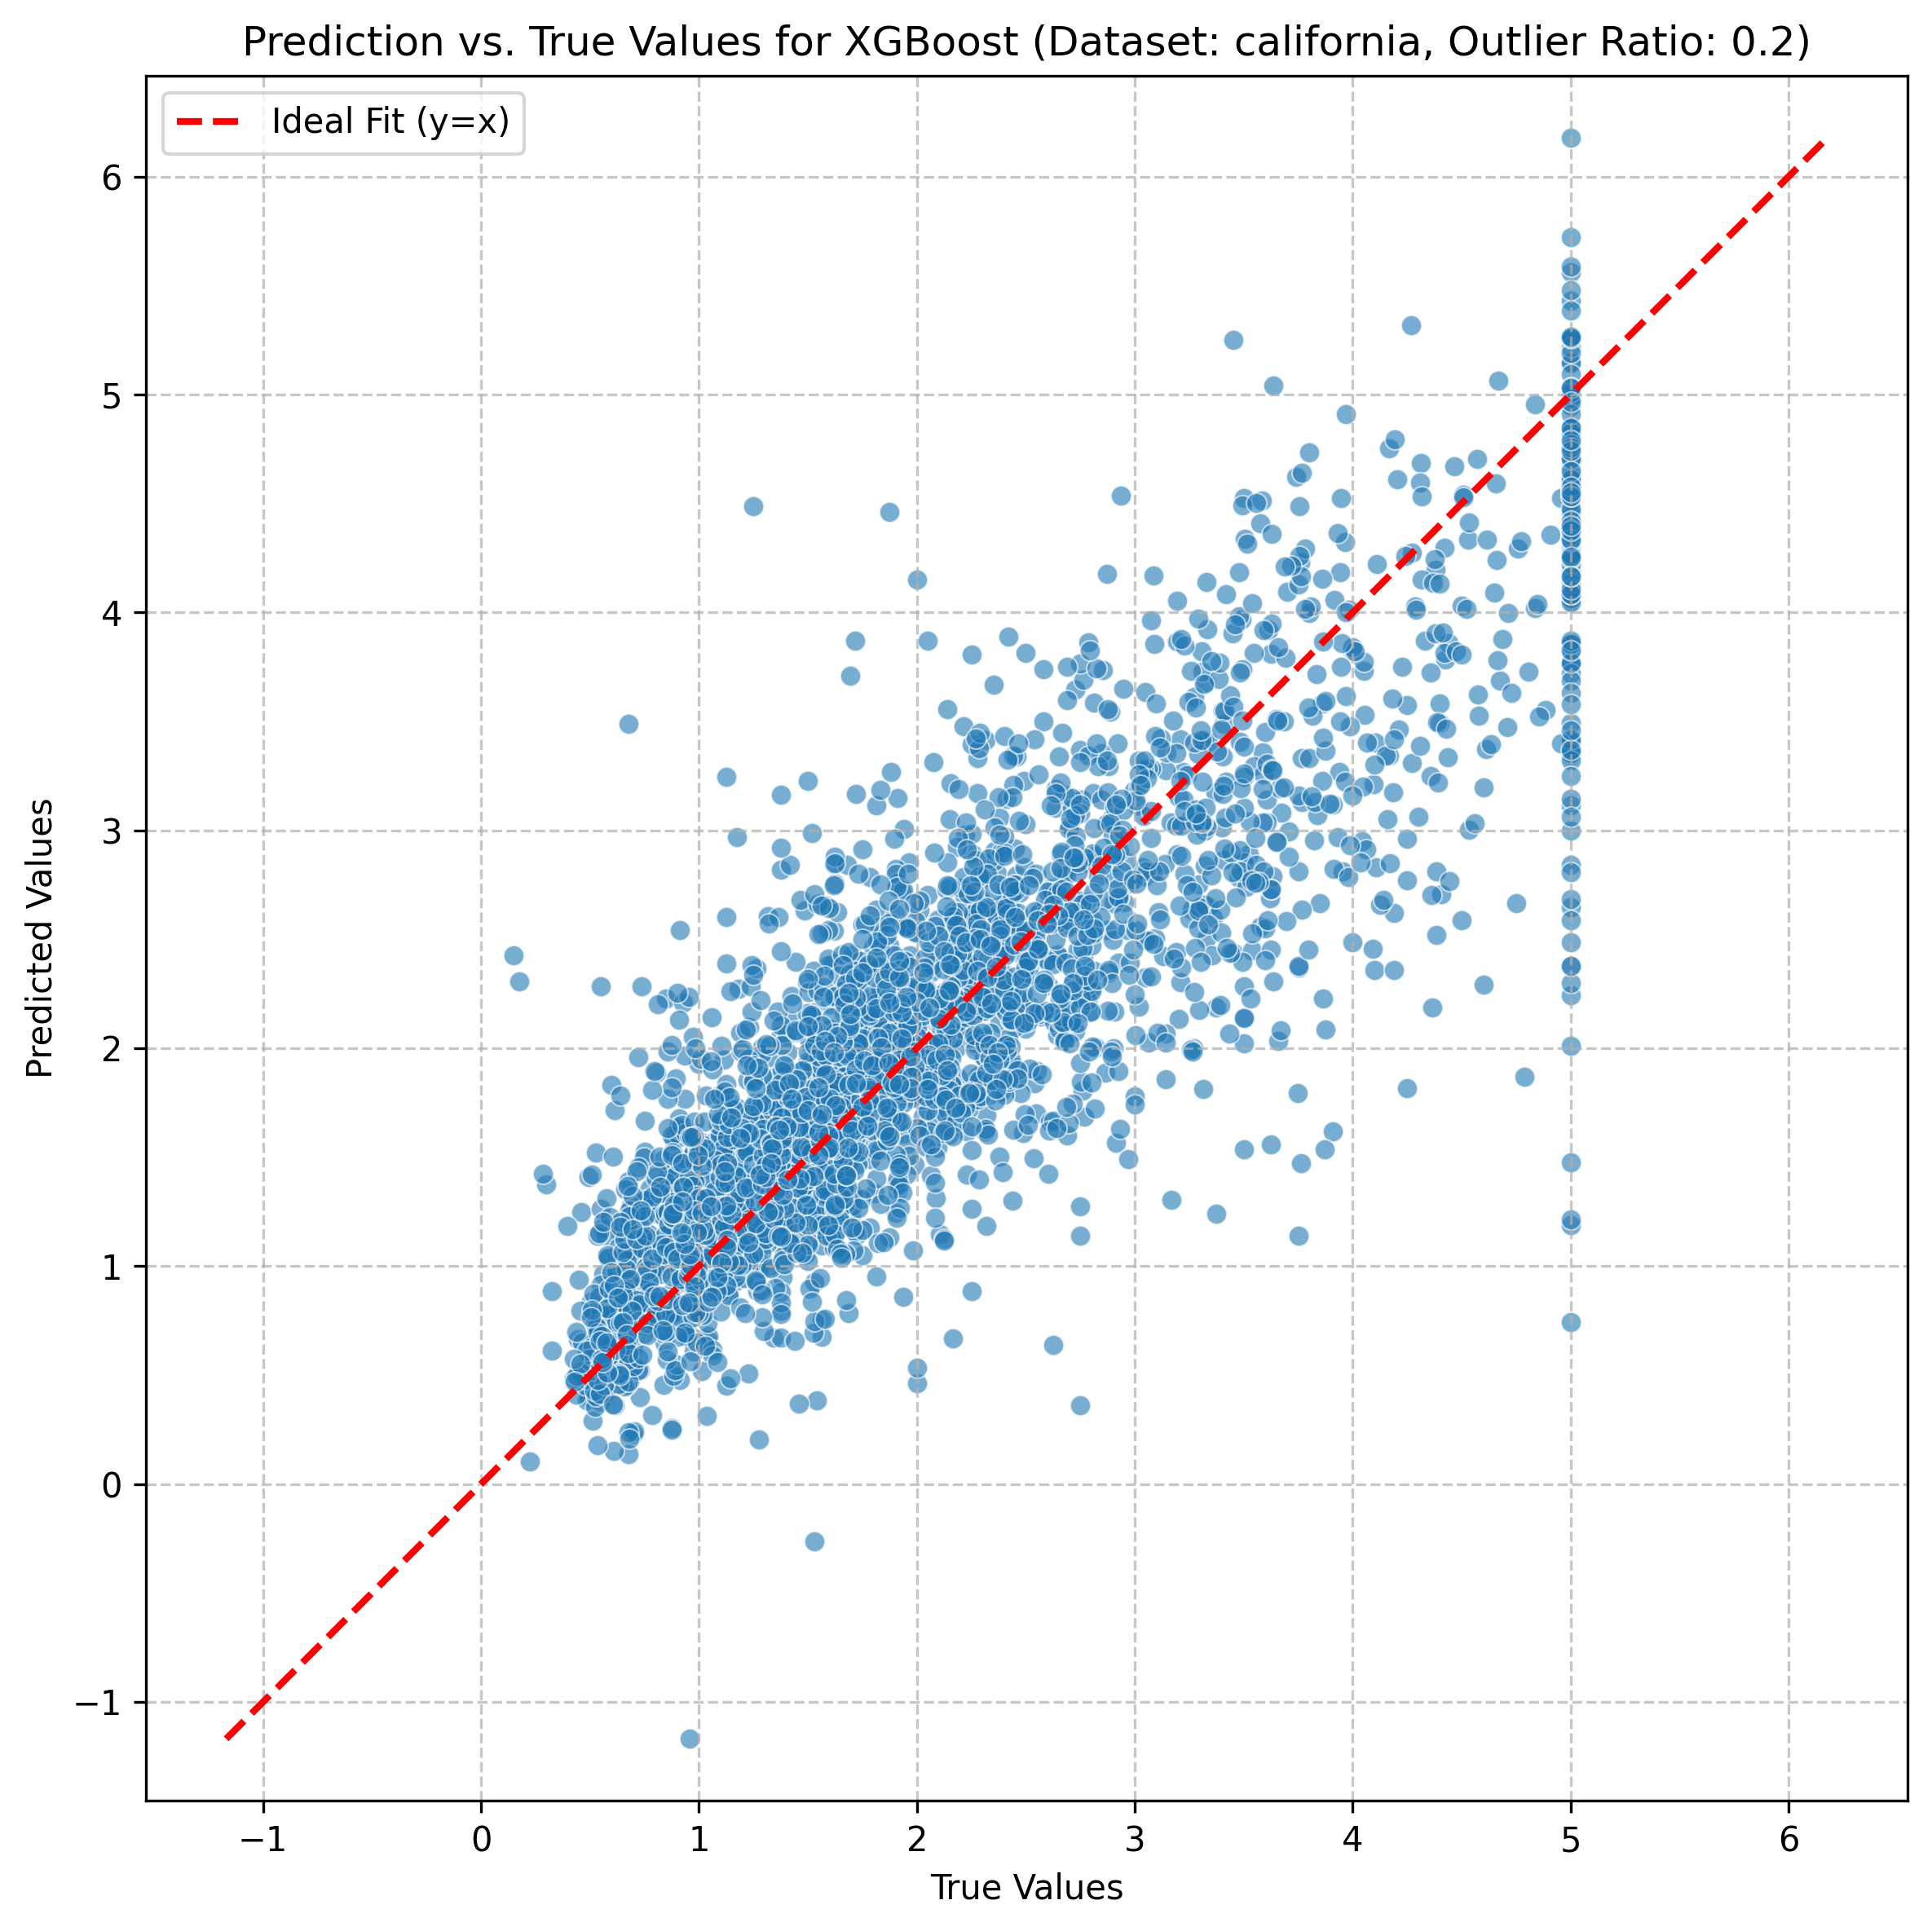 Prediction vs. True Values for XGBoost (Dataset: california, Outlier Ratio: 0.2)
Ideal Fit (y=x)
6
5
4
3
2
1
0
−1
Predicted Values
−1 0 1 2 3 4 5 6
True Values